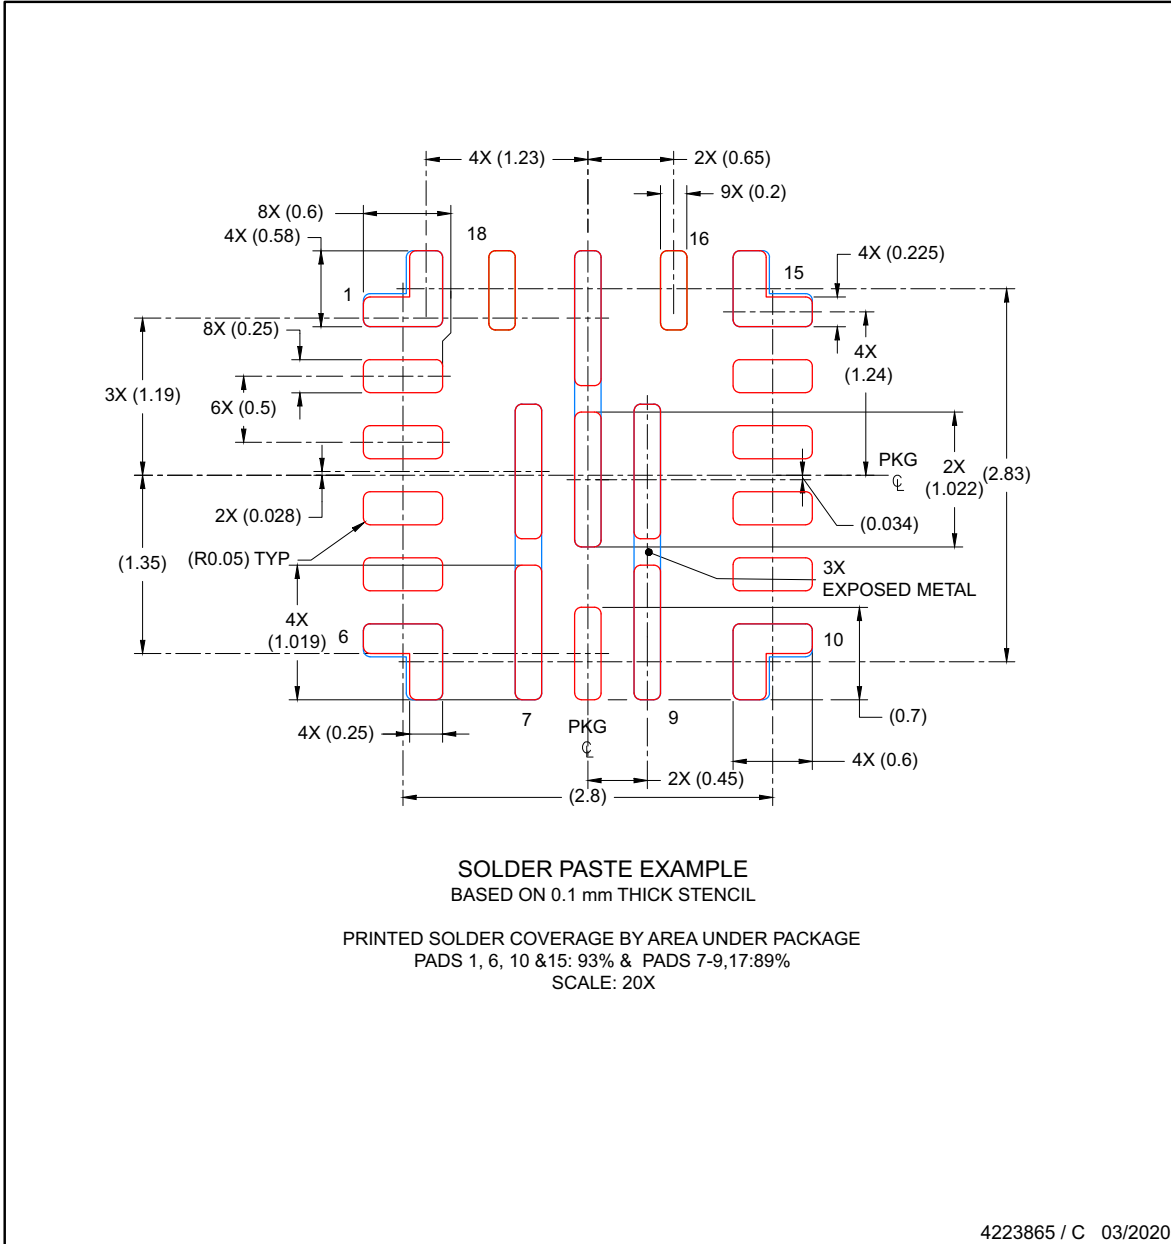 4X (1.23)
2X (0.65)
9X (0.2)
8X (0.6)
18
16
4X (0.58)
4X (0.225)
15
1
8X (0.25)
4X
(1.24)
3X (1.19)
6X (0.5)
PKG
℄
2X
(1.022)
(2.83)
2X (0.028)
(0.034)
(R0.05) TYP
(1.35)
3X
EXPOSED METAL
4X
(1.019)
6
10
7
9
PKG
℄
(0.7)
4X (0.25)
4X (0.6)
2X (0.45)
(2.8)
SOLDER PASTE EXAMPLE
BASED ON 0.1 mm THICK STENCIL
PRINTED SOLDER COVERAGE BY AREA UNDER PACKAGE
PADS 1, 6, 10 &15: 93% & PADS 7-9,17:89%
SCALE: 20X
4223865 / C 03/2020